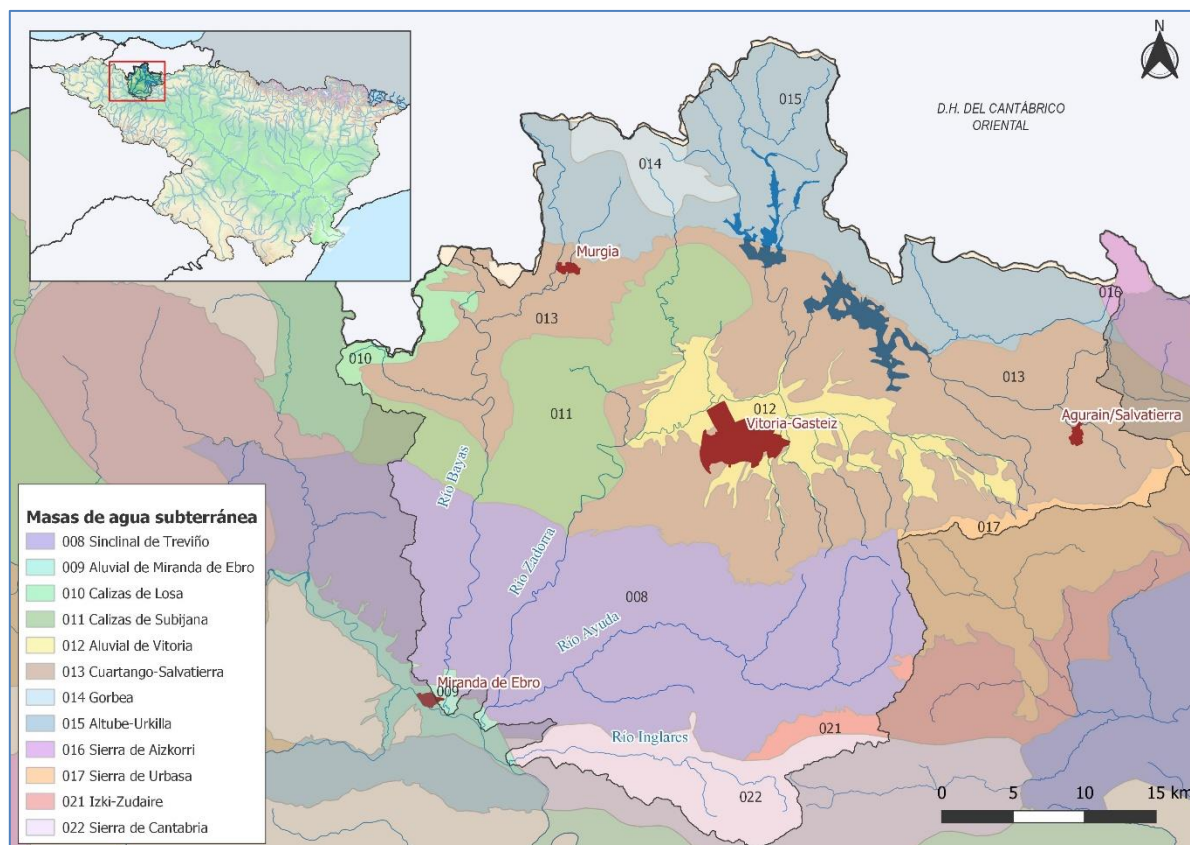 N
D.H. DEL CANTÁBRICO
ORIENTAL
015
014
Murgia
013
016
010
013
011
012
Vitoria-Gasteiz
Agurain/Salvatierra
Río Bayas
017
Río Zadorra
008
Río Ayuda
Miranda de Ebro
009
Río Inglares
021
022
Masas de agua subterránea
008 Sinclinal de Treviño
009 Aluvial de Miranda de Ebro
010 Calizas de Losa
011 Calizas de Subijana
012 Aluvial de Vitoria
013 Cuartango-Salvatierra
014 Gorbea
015 Altube-Urkilla
016 Sierra de Aizkorri
017 Sierra de Urbasa
021 Izki-Zudaire
022 Sierra de Cantabria
0 5 10 15 km